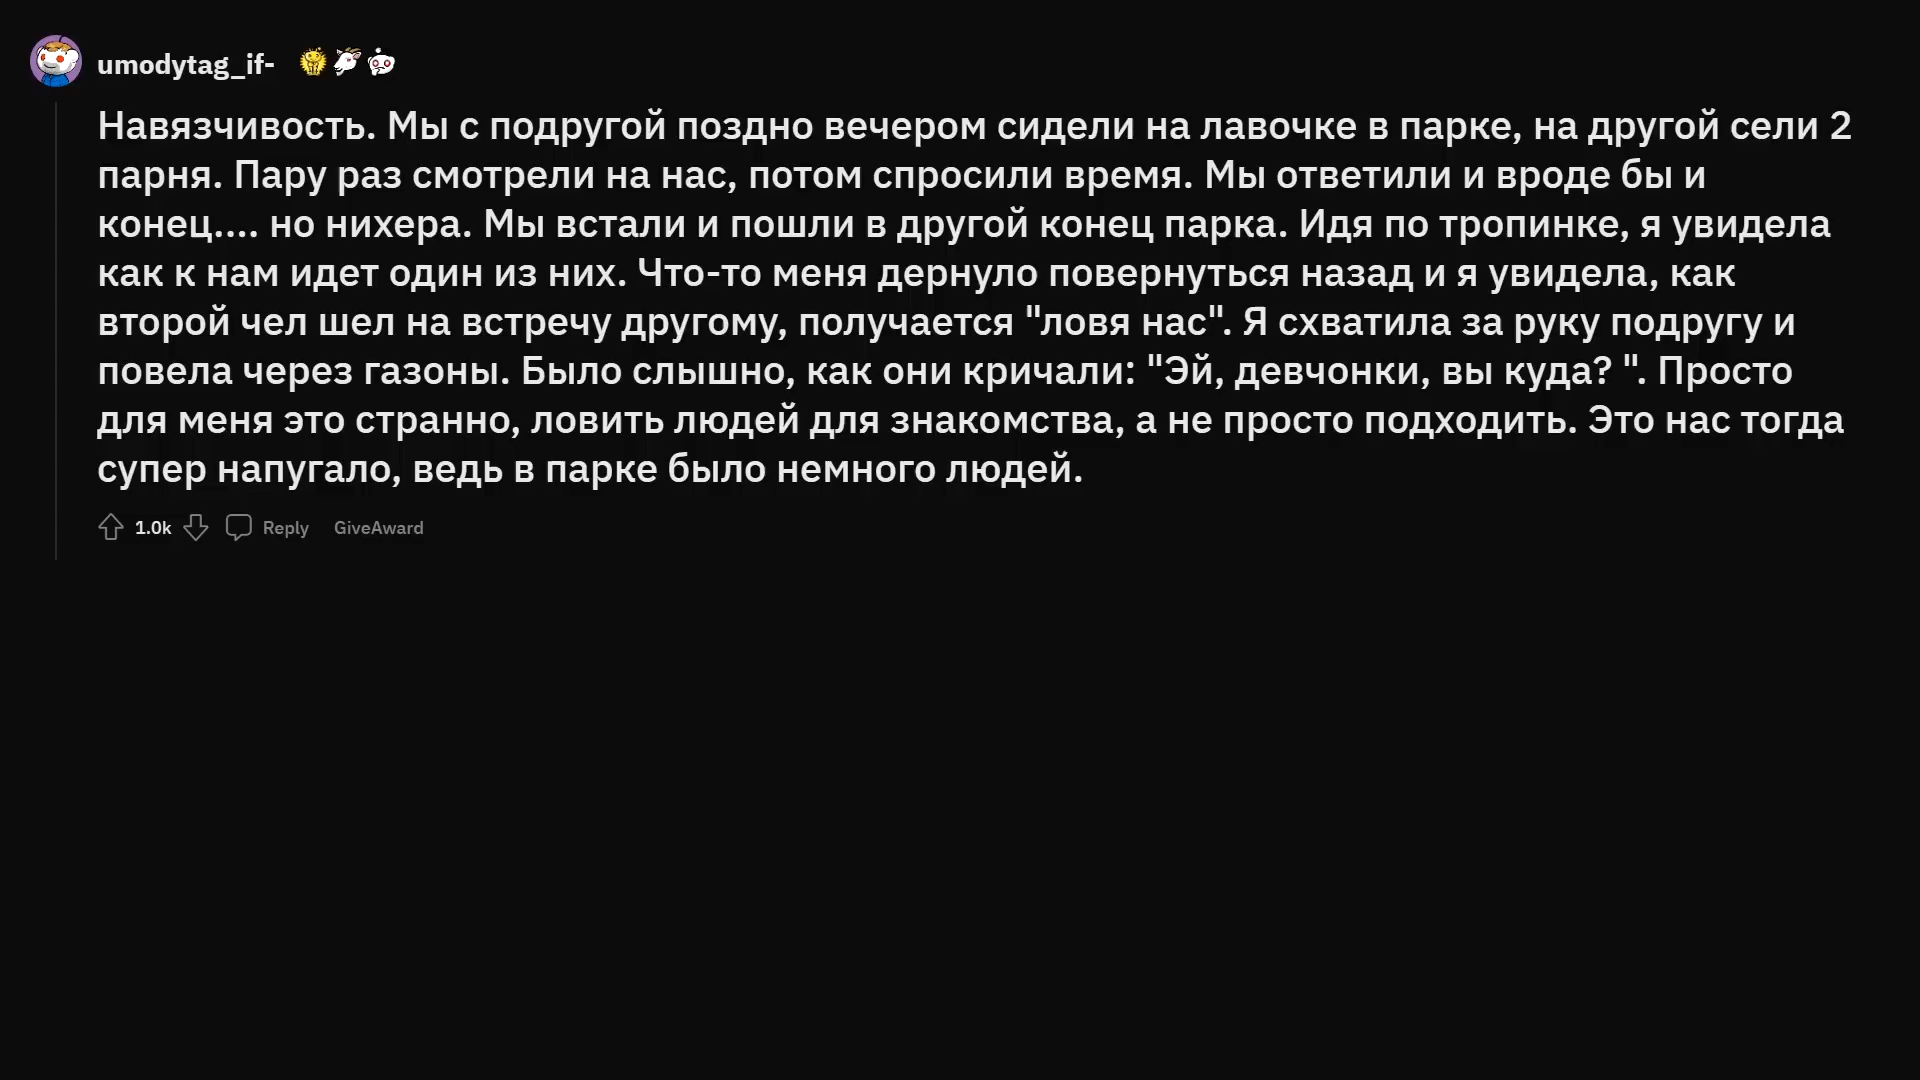 umodytag_if-
Навязчивость. Мы с подругой поздно вечером сидели на лавочке в парке, на другой сели 2
парня. Пару раз смотрели на нас, потом спросили время. Мы ответили и вроде бы и
конец.... но нихера. Мы встали и пошли в другой конец парка. Идя по тропинке, я увидела
как к нам идет один из них. Что-то меня дернуло повернуться назад и я увидела, как
второй чел шел на встречу другому, получается "ловя нас". Я схватила за руку подругу и
повела через газоны. Было слышно, как они кричали: "Эй, девчонки, вы куда? ". Просто
для меня это странно, ловить людей для знакомства, а не просто подходить. Это нас тогда
супер напугало, ведь в парке было немного людей.
1.0k Reply GiveAward